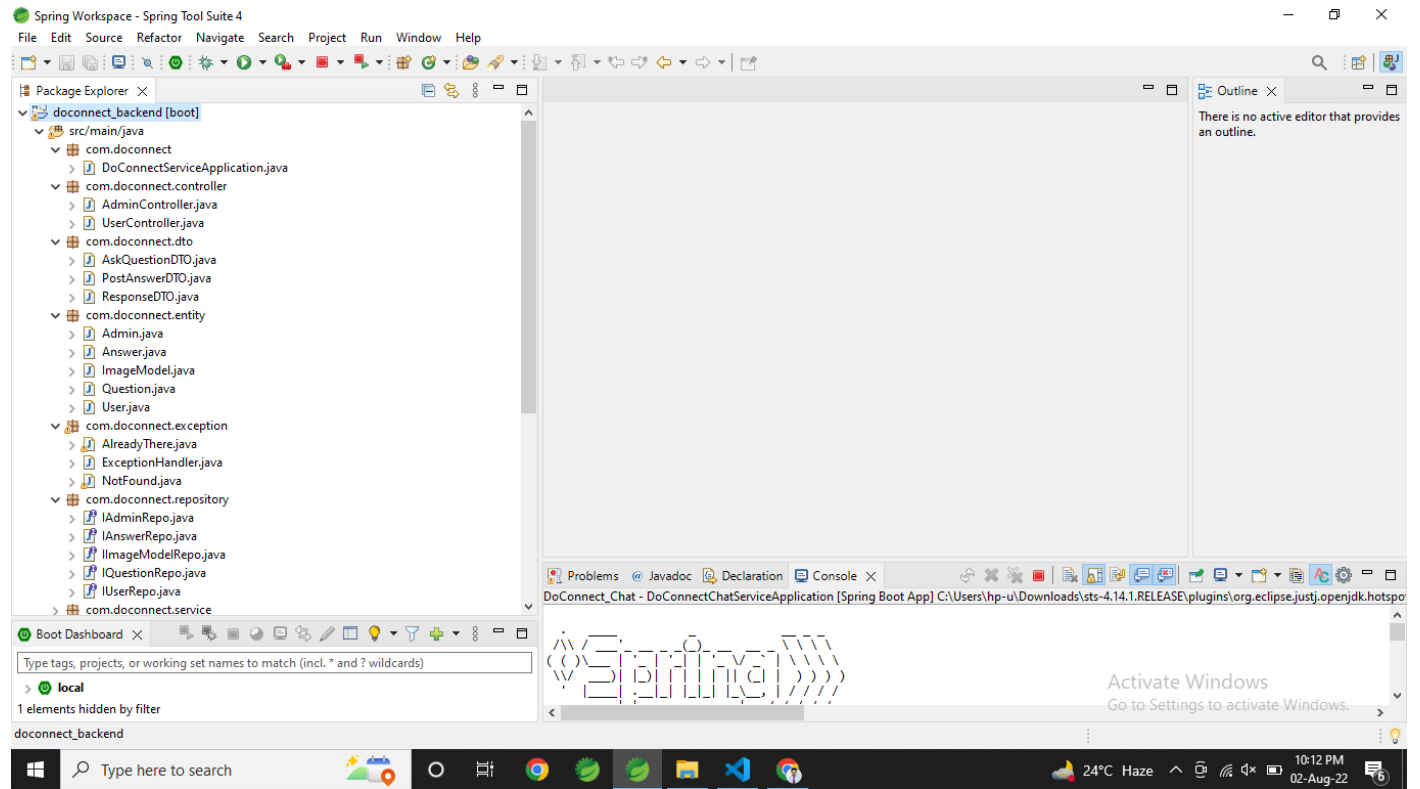 Spring Workspace - Spring Tool Suite 4
File Edit Source Refactor Navigate Search Project Run Window Help
Package Explorer
doconnect_backend [boot]
src/main/java
com.doconnect
DoConnectServiceApplication.java
com.doconnect.controller
AdminController.java
UserController.java
com.doconnect.dto
AskQuestionDTO.java
PostAnswerDTO.java
ResponseDTO.java
com.doconnect.entity
Admin.java
Answer.java
ImageModel.java
Question.java
User.java
com.doconnect.exception
AlreadyThere.java
ExceptionHandler.java
NotFound.java
com.doconnect.repository
IAdminRepo.java
IAnswerRepo.java
IImageModelRepo.java
IQuestionRepo.java
IUserRepo.java
com.doconnect.service
Boot Dashboard
Type tags, projects, or working set names to match (incl. * and ? wildcards)
local
1 elements hidden by filter
doconnect_backend
Outline
There is no active editor that provides
an outline.
Problems @ Javadoc Declaration Console
DoConnect_Chat - DoConnectChatServiceApplication [Spring Boot App] C:\Users\hp-u\Downloads\sts-4.14.1.RELEASE\plugins\org.eclipse.justj.openjdk.hotspo
Spring
Activate Windows
Go to Settings to activate Windows.
Type here to search
24°C Haze
10:12 PM
02-Aug-22
6